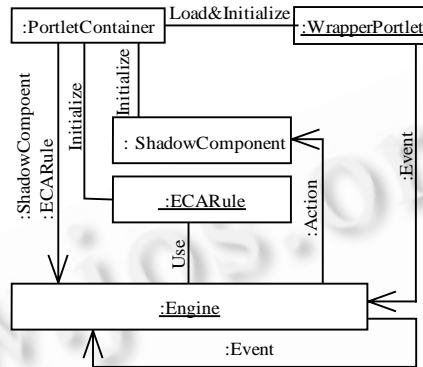 :PortletContainer
Load&Initialize
:WrapperPortlet
:ShadowCompoent
:ECARule
Initialize
Initialize
: ShadowComponent
:ECARule
Use
:Action
:Event
:Engine
:Event